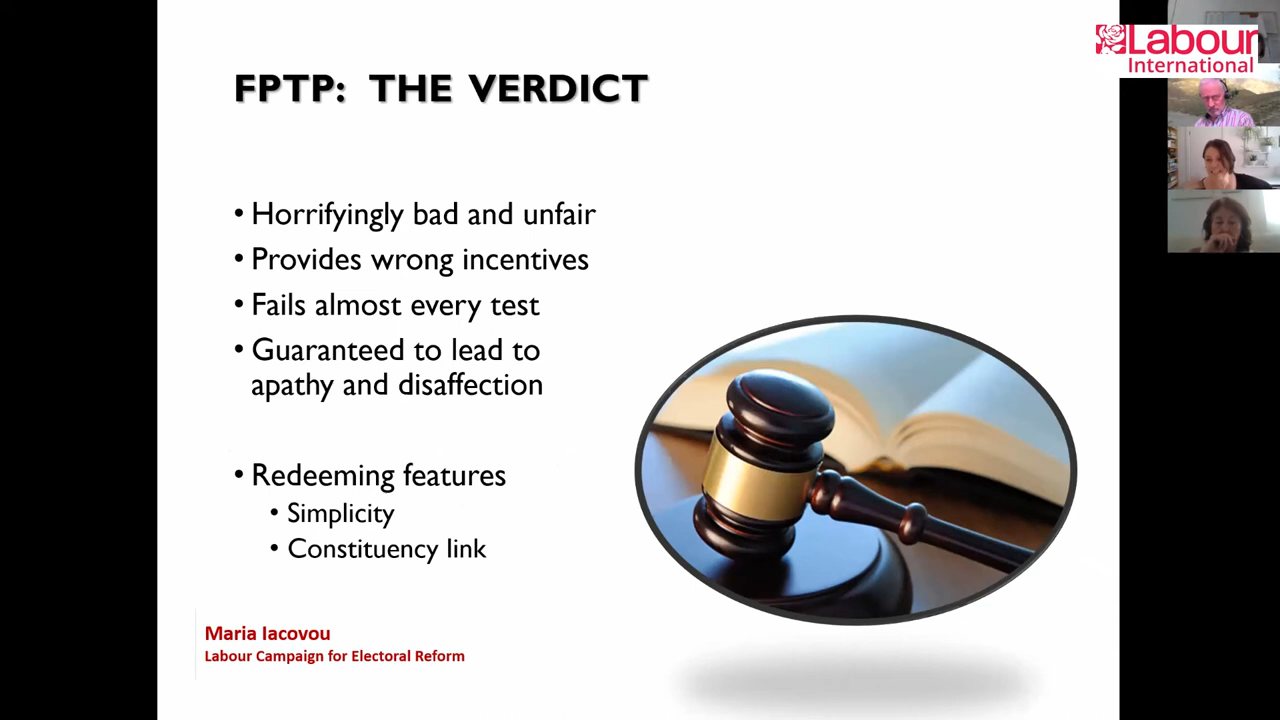 Labour
International
FPTP: THE VERDICT
• Horrifyingly bad and unfair
• Provides wrong incentives
• Fails almost every test
• Guaranteed to lead to
apathy and disaffection
• Redeeming features
• Simplicity
• Constituency link
Maria Iacovou
Labour Campaign for Electoral Reform